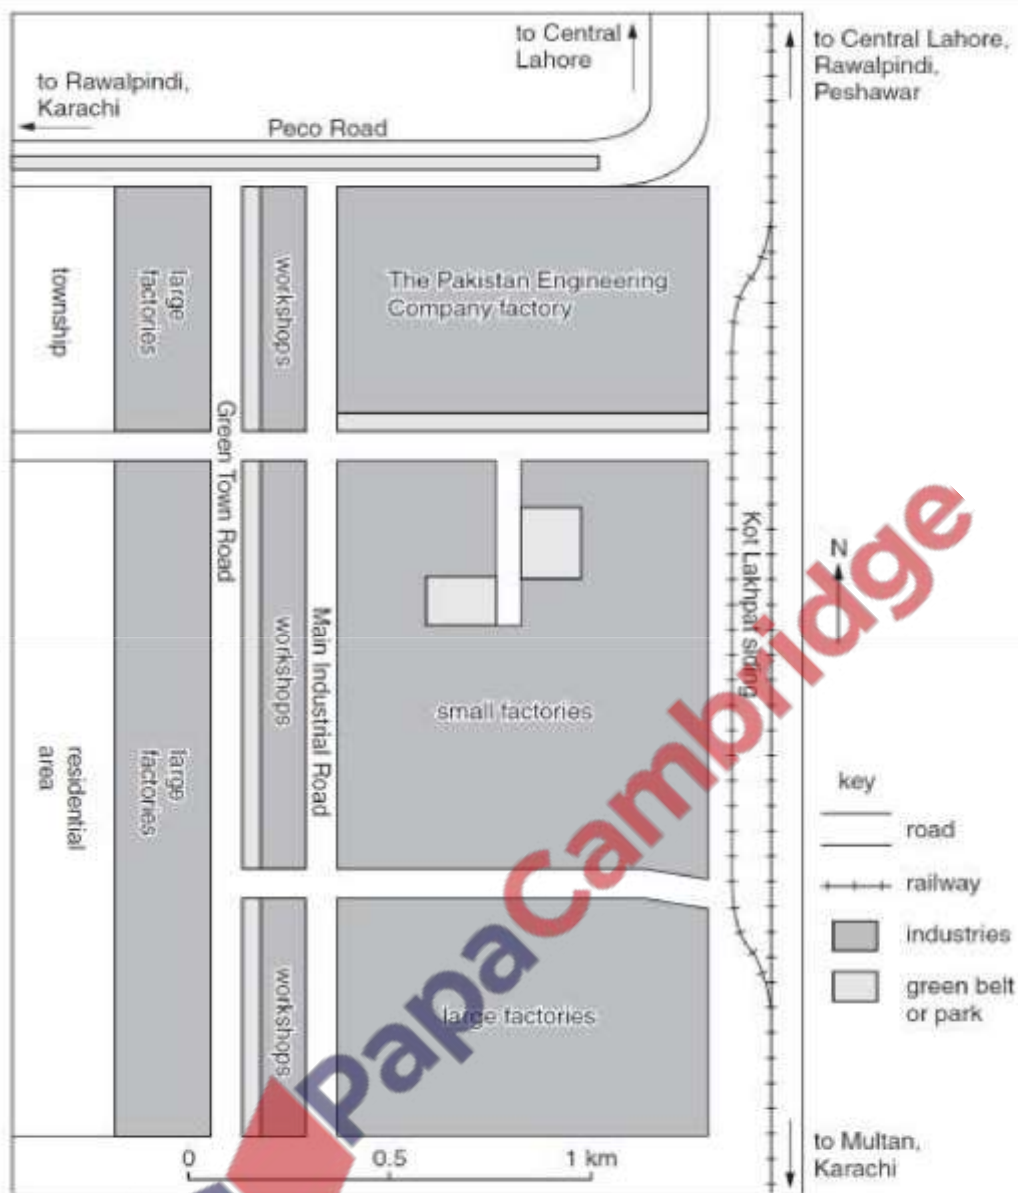 to Central
Lahore
to Central Lahore,
Rawalpindi,
Peshawar
to Rawalpindi,
Karachi
Peco Road
township
large
factories
workshops
The Pakistan Engineering
Company factory
Green Town Road
Kot Lakhpat siding
N
Main Industrial Road
workshops
small factories
residential
area
large
factories
key
road
railway
industries
green belt
or park
workshops
large factories
to Multan,
Karachi
0
0.5
1 km
PapaCambridge